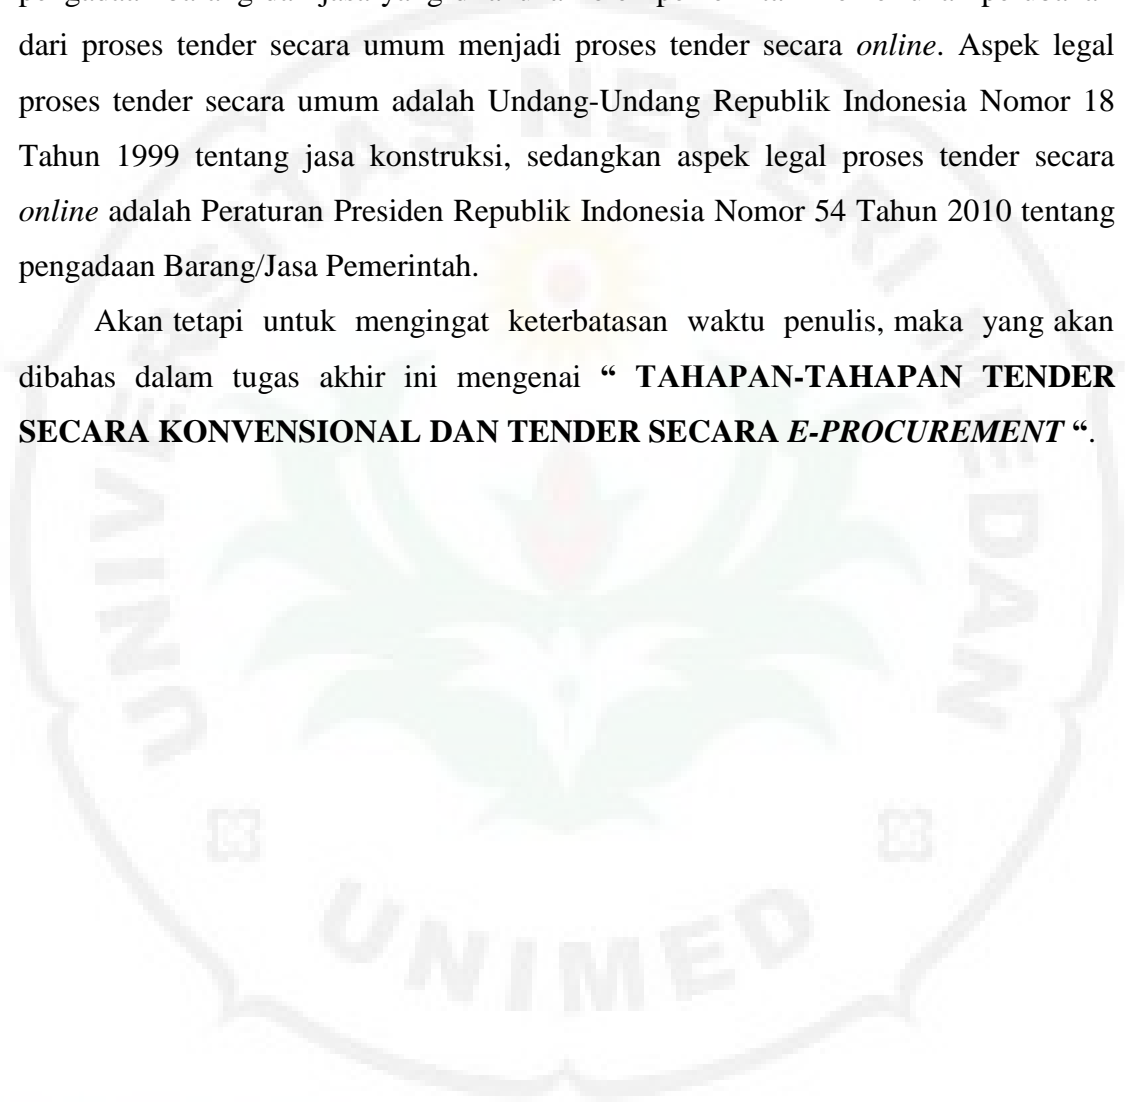 dari proses tender secara umum menjadi proses tender secara online. Aspek legal
proses tender secara umum adalah Undang-Undang Republik Indonesia Nomor 18
Tahun 1999 tentang jasa konstruksi, sedangkan aspek legal proses tender secara
online adalah Peraturan Presiden Republik Indonesia Nomor 54 Tahun 2010 tentang
pengadaan Barang/Jasa Pemerintah.
Akan tetapi untuk mengingat keterbatasan waktu penulis, maka yang akan
dibahas dalam tugas akhir ini mengenai “ TAHAPAN-TAHAPAN TENDER
SECARA KONVENSIONAL DAN TENDER SECARA E-PROCUREMENT “.
UNIVERSITAS NEGERI MEDAN
UNIMED